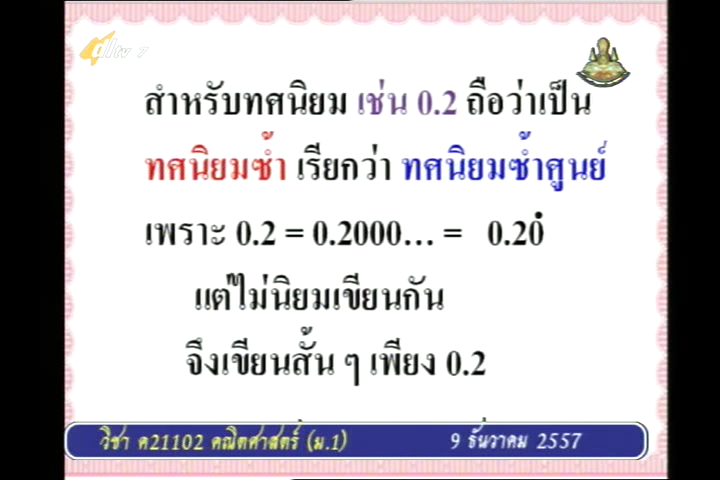 dltv 7
สำหรับทศนิยม เช่น 0.2 ถือว่าเป็น
ทศนิยมซ้ำ เรียกว่า ทศนิยมซ้ำศูนย์
เพราะ 0.2 = 0.2000... = 0.20̇
แต่ไม่นิยมเขียนกัน
จึงเขียนสั้น ๆ เพียง 0.2
วิชา ค21102 คณิตศาสตร์ (ม.1) 9 ธันวาคม 2557